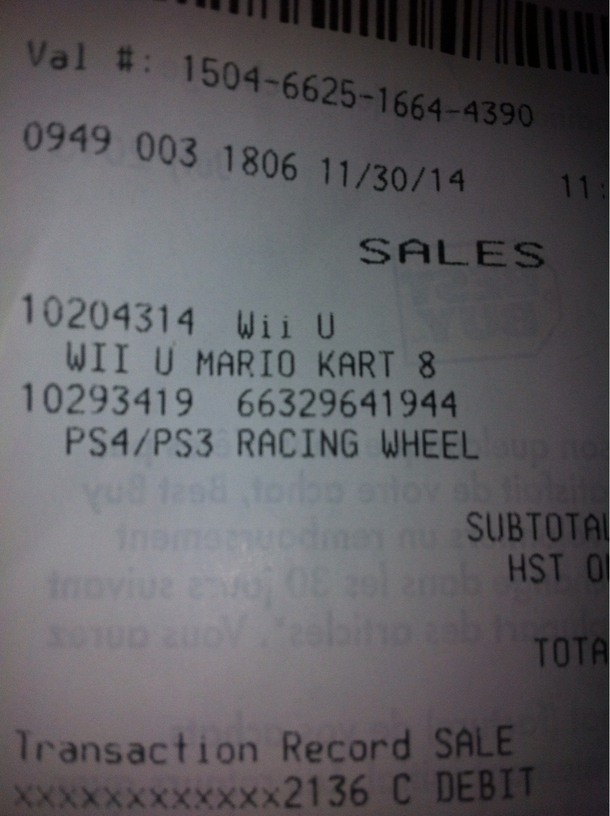 Val #: 1504-6625-1664-4390
0949 003 1806 11/30/14 11:
SALES
10204314 Wii U
WII U MARIO KART 8
10293419 66329641944
PS4/PS3 RACING WHEEL
SUBTOTAL
HST O
TOTA
Transaction Record SALE
xxxxxxxxxxxx2136 C DEBIT